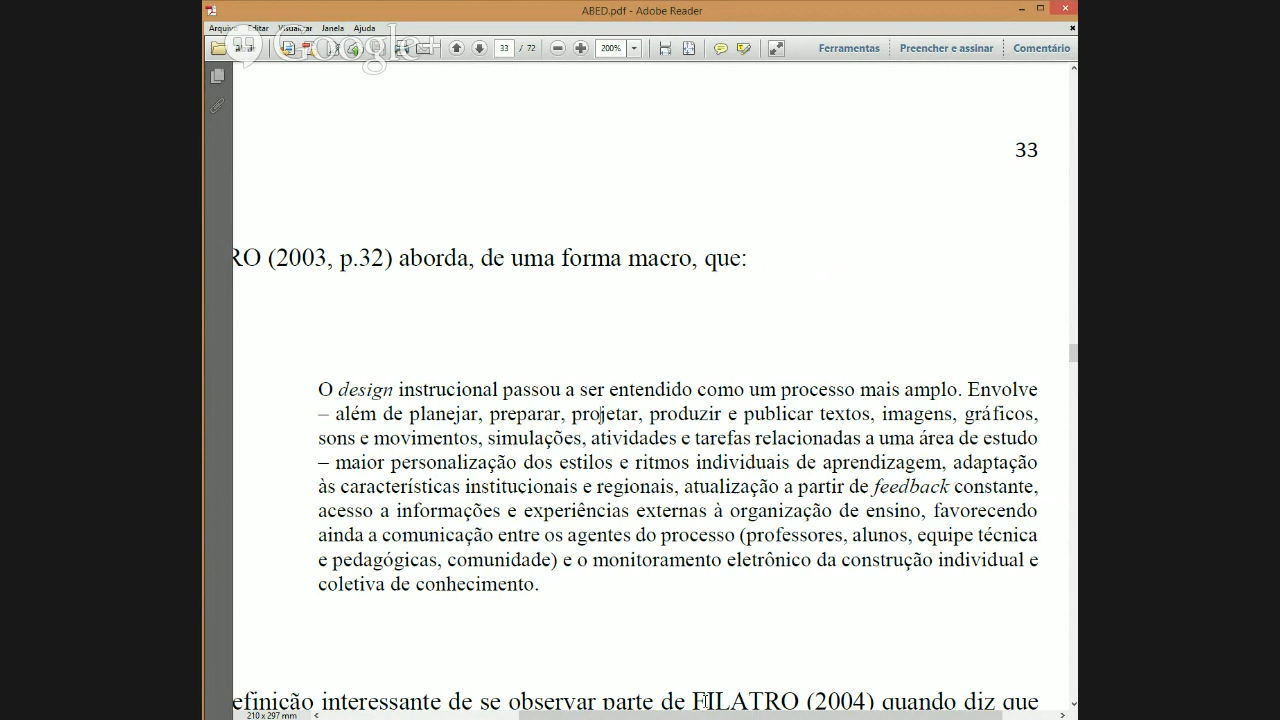 ABED.pdf - Adobe Reader
Arquivo Editar Visualizar Janela Ajuda
Google+
33 / 72
200%
Ferramentas
Preencher e assinar
Comentário
33
RO (2003, p.32) aborda, de uma forma macro, que:
O design instrucional passou a ser entendido como um processo mais amplo. Envolve
– além de planejar, preparar, projetar, produzir e publicar textos, imagens, gráficos,
sons e movimentos, simulações, atividades e tarefas relacionadas a uma área de estudo
– maior personalização dos estilos e ritmos individuais de aprendizagem, adaptação
às características institucionais e regionais, atualização a partir de feedback constante,
acesso a informações e experiências externas à organização de ensino, favorecendo
ainda a comunicação entre os agentes do processo (professores, alunos, equipe técnica
e pedagógicas, comunidade) e o monitoramento eletrônico da construção individual e
coletiva de conhecimento.
efinição interessante de se observar parte de FILATRO (2004) quando diz que
210 x 297 mm